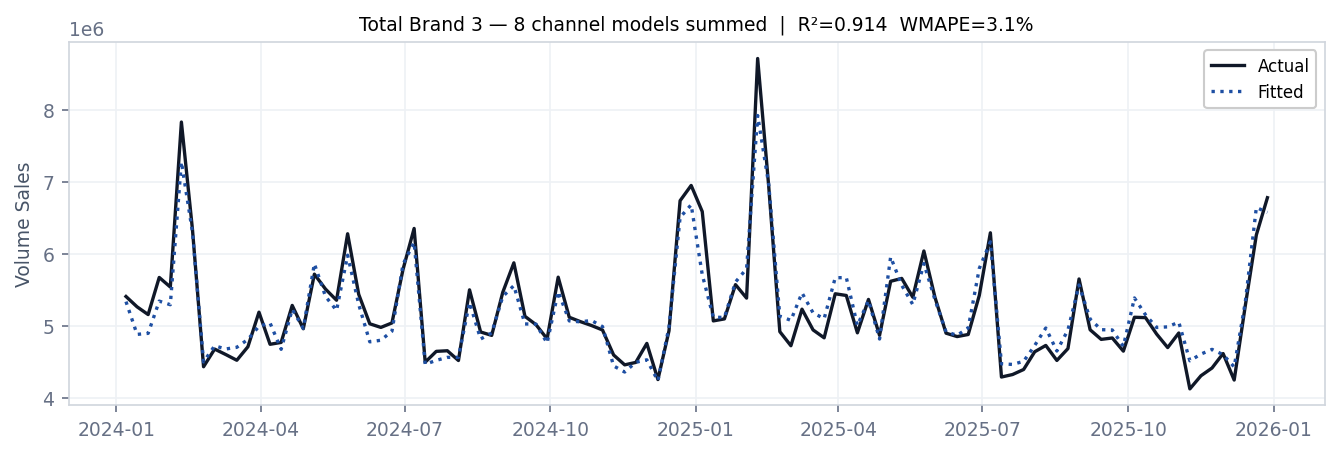 Total Brand 3 — 8 channel models summed | R²=0.914 WMAPE=3.1%
1e6
Actual
Fitted
Volume Sales
8
7
6
5
4
2024-01 2024-04 2024-07 2024-10 2025-01 2025-04 2025-07 2025-10 2026-01